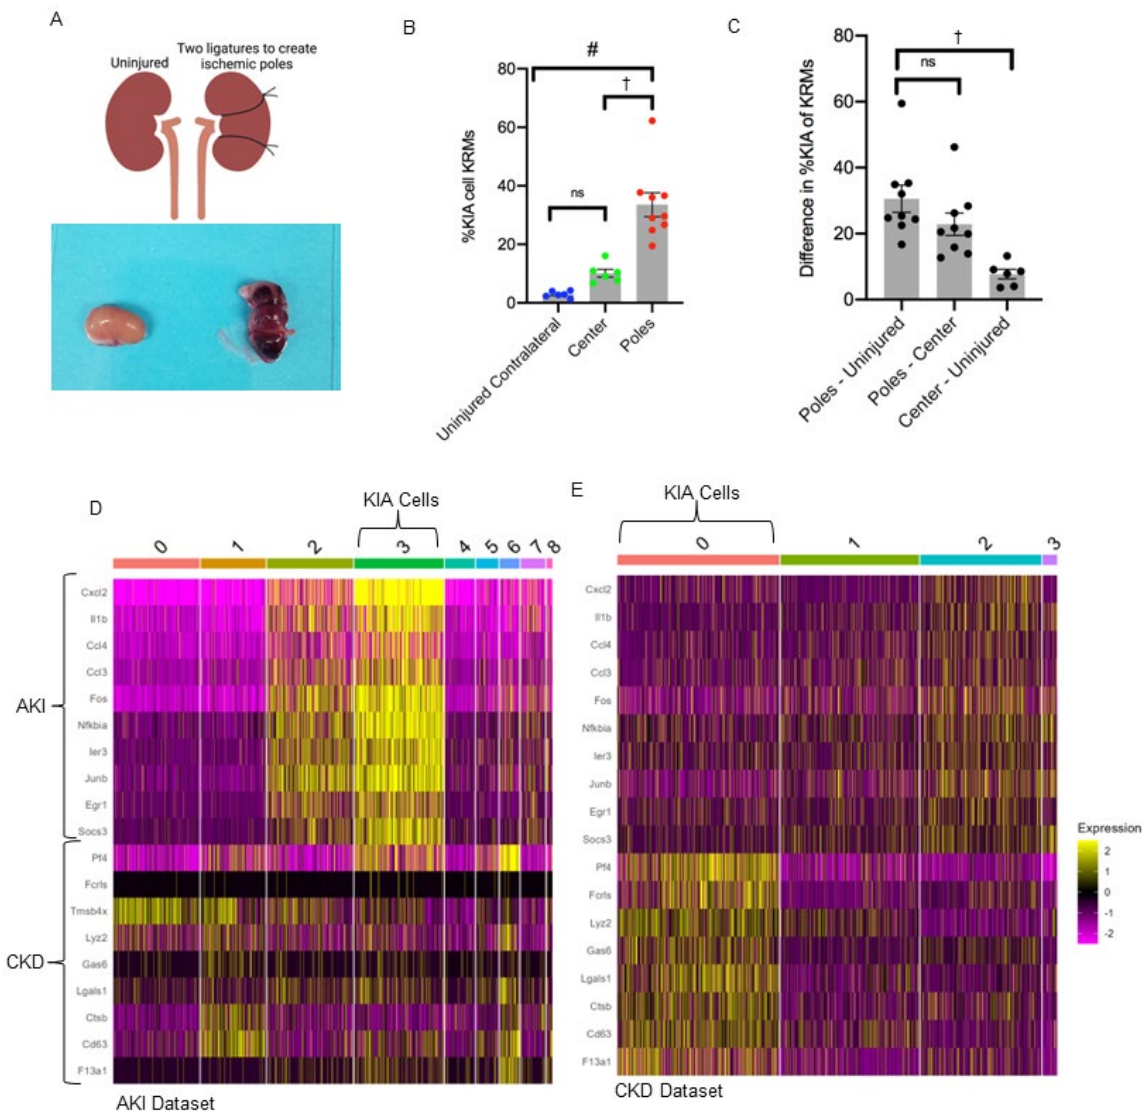 A
Uninjured
Two ligatures to create
ischemic poles
B
%KIA cell KRMs
80
60
40
20
0
#
†
ns
Uninjured Contralateral
Center
Poles
C
Difference in %KIA of KRMs
80
60
40
20
0
†
ns
Poles - Uninjured
Poles - Center
Center - Uninjured
D
KIA Cells
0 1 2 3 4 5 6 7 8
AKI
Cxcl2
Il1b
Ccl4
Ccl3
Fos
Nfkbia
Ier3
Junb
Egr1
Socs3
CKD
Pf4
Fcrls
Tmsb4x
Lyz2
Gas6
Lgals1
Ctsb
Cd63
F13a1
AKI Dataset
E
KIA Cells
0 1 2 3
Cxcl2
Il1b
Ccl4
Ccl3
Fos
Nfkbia
Ier3
Junb
Egr1
Socs3
Pf4
Fcrls
Lyz2
Gas6
Lgals1
Ctsb
Cd63
F13a1
CKD Dataset
Expression
2
1
0
-1
-2